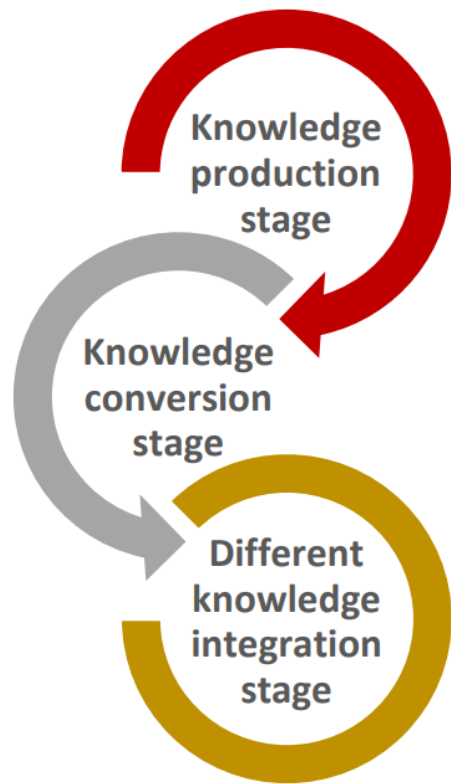 Knowledge
production
stage
Knowledge
conversion
stage
Different
knowledge
integration
stage